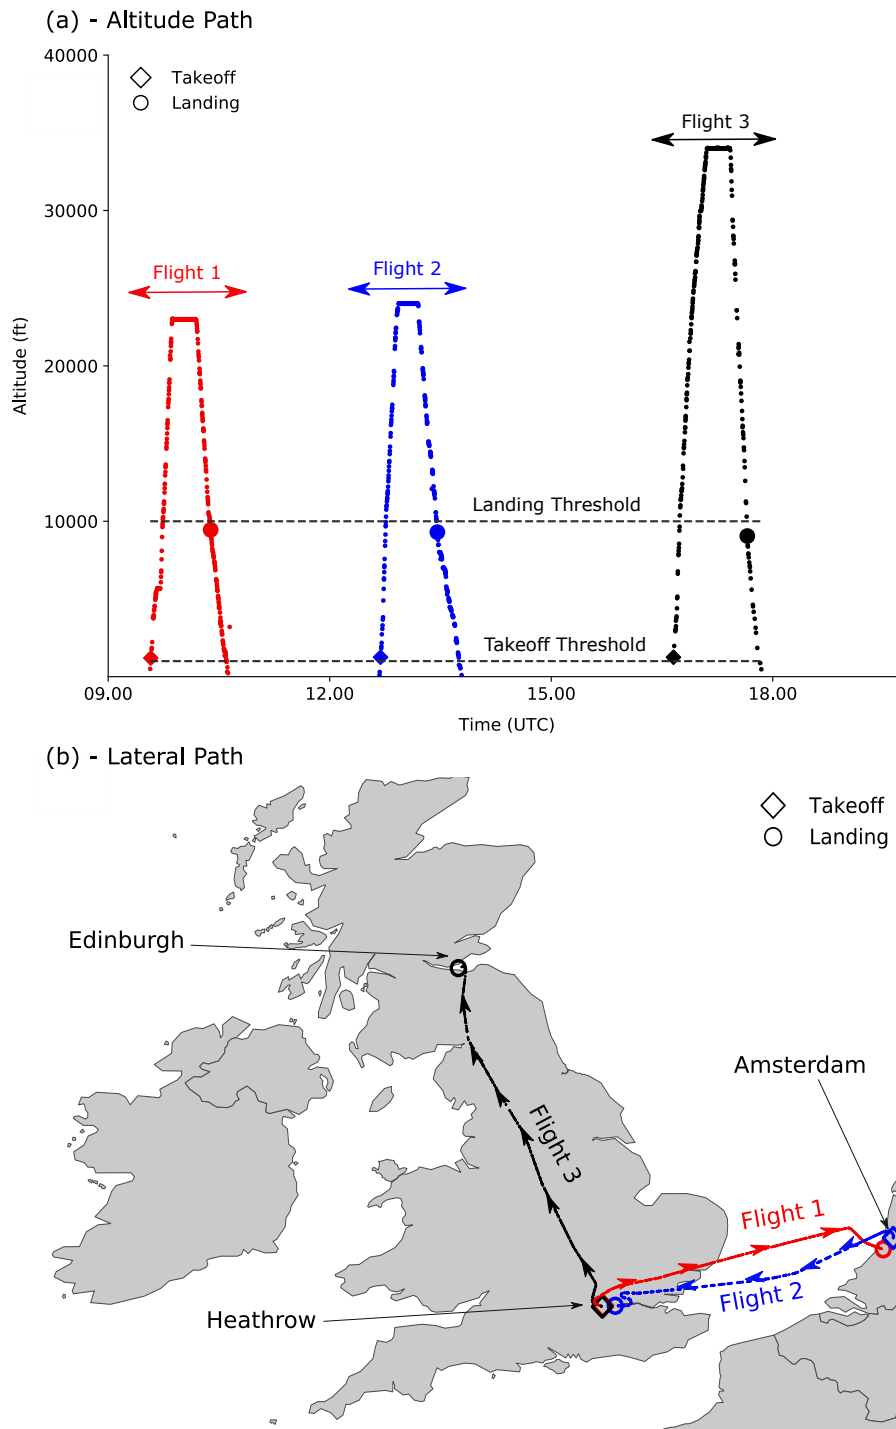 (a) - Altitude Path
40000
Takeoff
Landing
Flight 3
30000
Flight 1
Flight 2
20000
Altitude (ft)
Landing Threshold
10000
Takeoff Threshold
09.00
12.00
15.00
18.00
Time (UTC)
(b) - Lateral Path
Takeoff
Landing
Edinburgh
Amsterdam
Flight 3
Flight 1
Flight 2
Heathrow